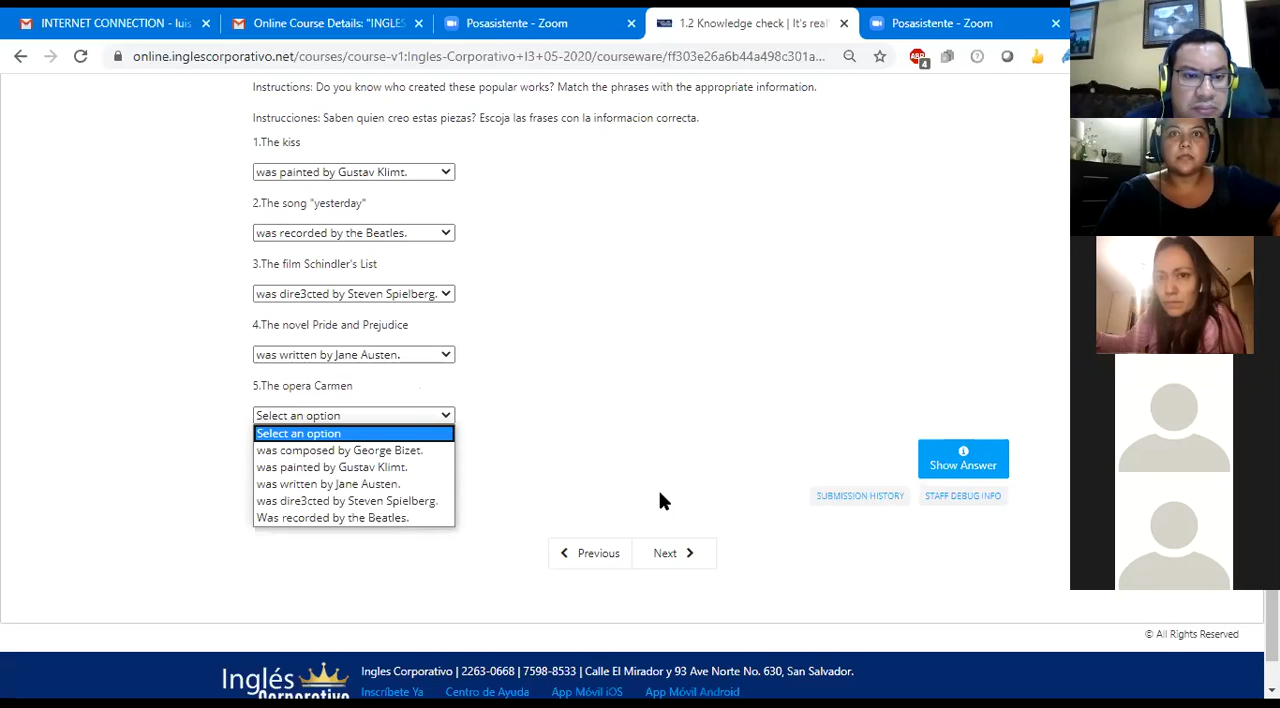 INTERNET CONNECTION - luis
Online Course Details: "INGLES
Posasistente - Zoom
1.2 Knowledge check | It's real
Posasistente - Zoom
online.inglescorporativo.net/courses/course-v1:Ingles-Corporativo+I3+05-2020/courseware/ff303e26a6b44a498c301a...
4
Instructions: Do you know who created these popular works? Match the phrases with the appropriate information.
Instrucciones: Saben quien creo estas piezas? Escoja las frases con la informacion correcta.
1.The kiss
was painted by Gustav Klimt.
2.The song "yesterday"
was recorded by the Beatles.
3.The film Schindler's List
was dire3cted by Steven Spielberg.
4.The novel Pride and Prejudice
was written by Jane Austen.
5.The opera Carmen
Select an option
Select an option
was composed by George Bizet.
was painted by Gustav Klimt.
was written by Jane Austen.
was dire3cted by Steven Spielberg.
Was recorded by the Beatles.
Show Answer
SUBMISSION HISTORY
STAFF DEBUG INFO
Previous
Next
© All Rights Reserved
Inglés Corporativo
Ingles Corporativo | 2263-0668 | 7598-8533 | Calle El Mirador y 93 Ave Norte No. 630, San Salvador.
Inscríbete Ya Centro de Ayuda App Móvil iOS App Móvil Android